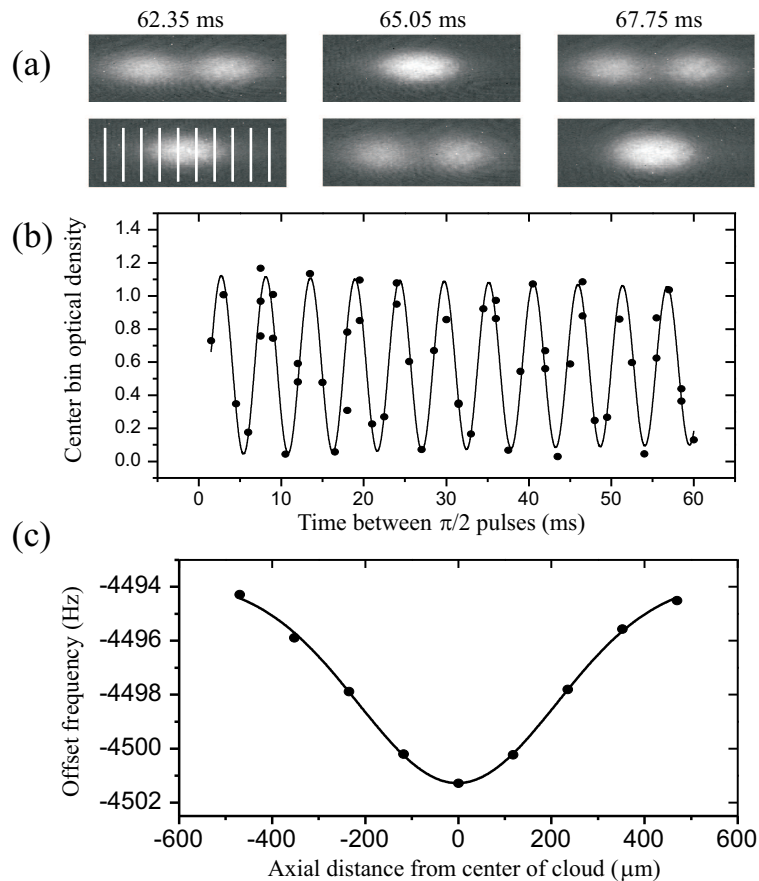 62.35 ms 65.05 ms 67.75 ms
(a)
(b)
1.4
1.2
1.0
0.8
0.6
0.4
0.2
0.0
Center bin optical density
0 10 20 30 40 50 60
Time between π/2 pulses (ms)
(c)
-4494
-4496
-4498
-4500
-4502
Offset frequency (Hz)
-600 -400 -200 0 200 400 600
Axial distance from center of cloud (μm)